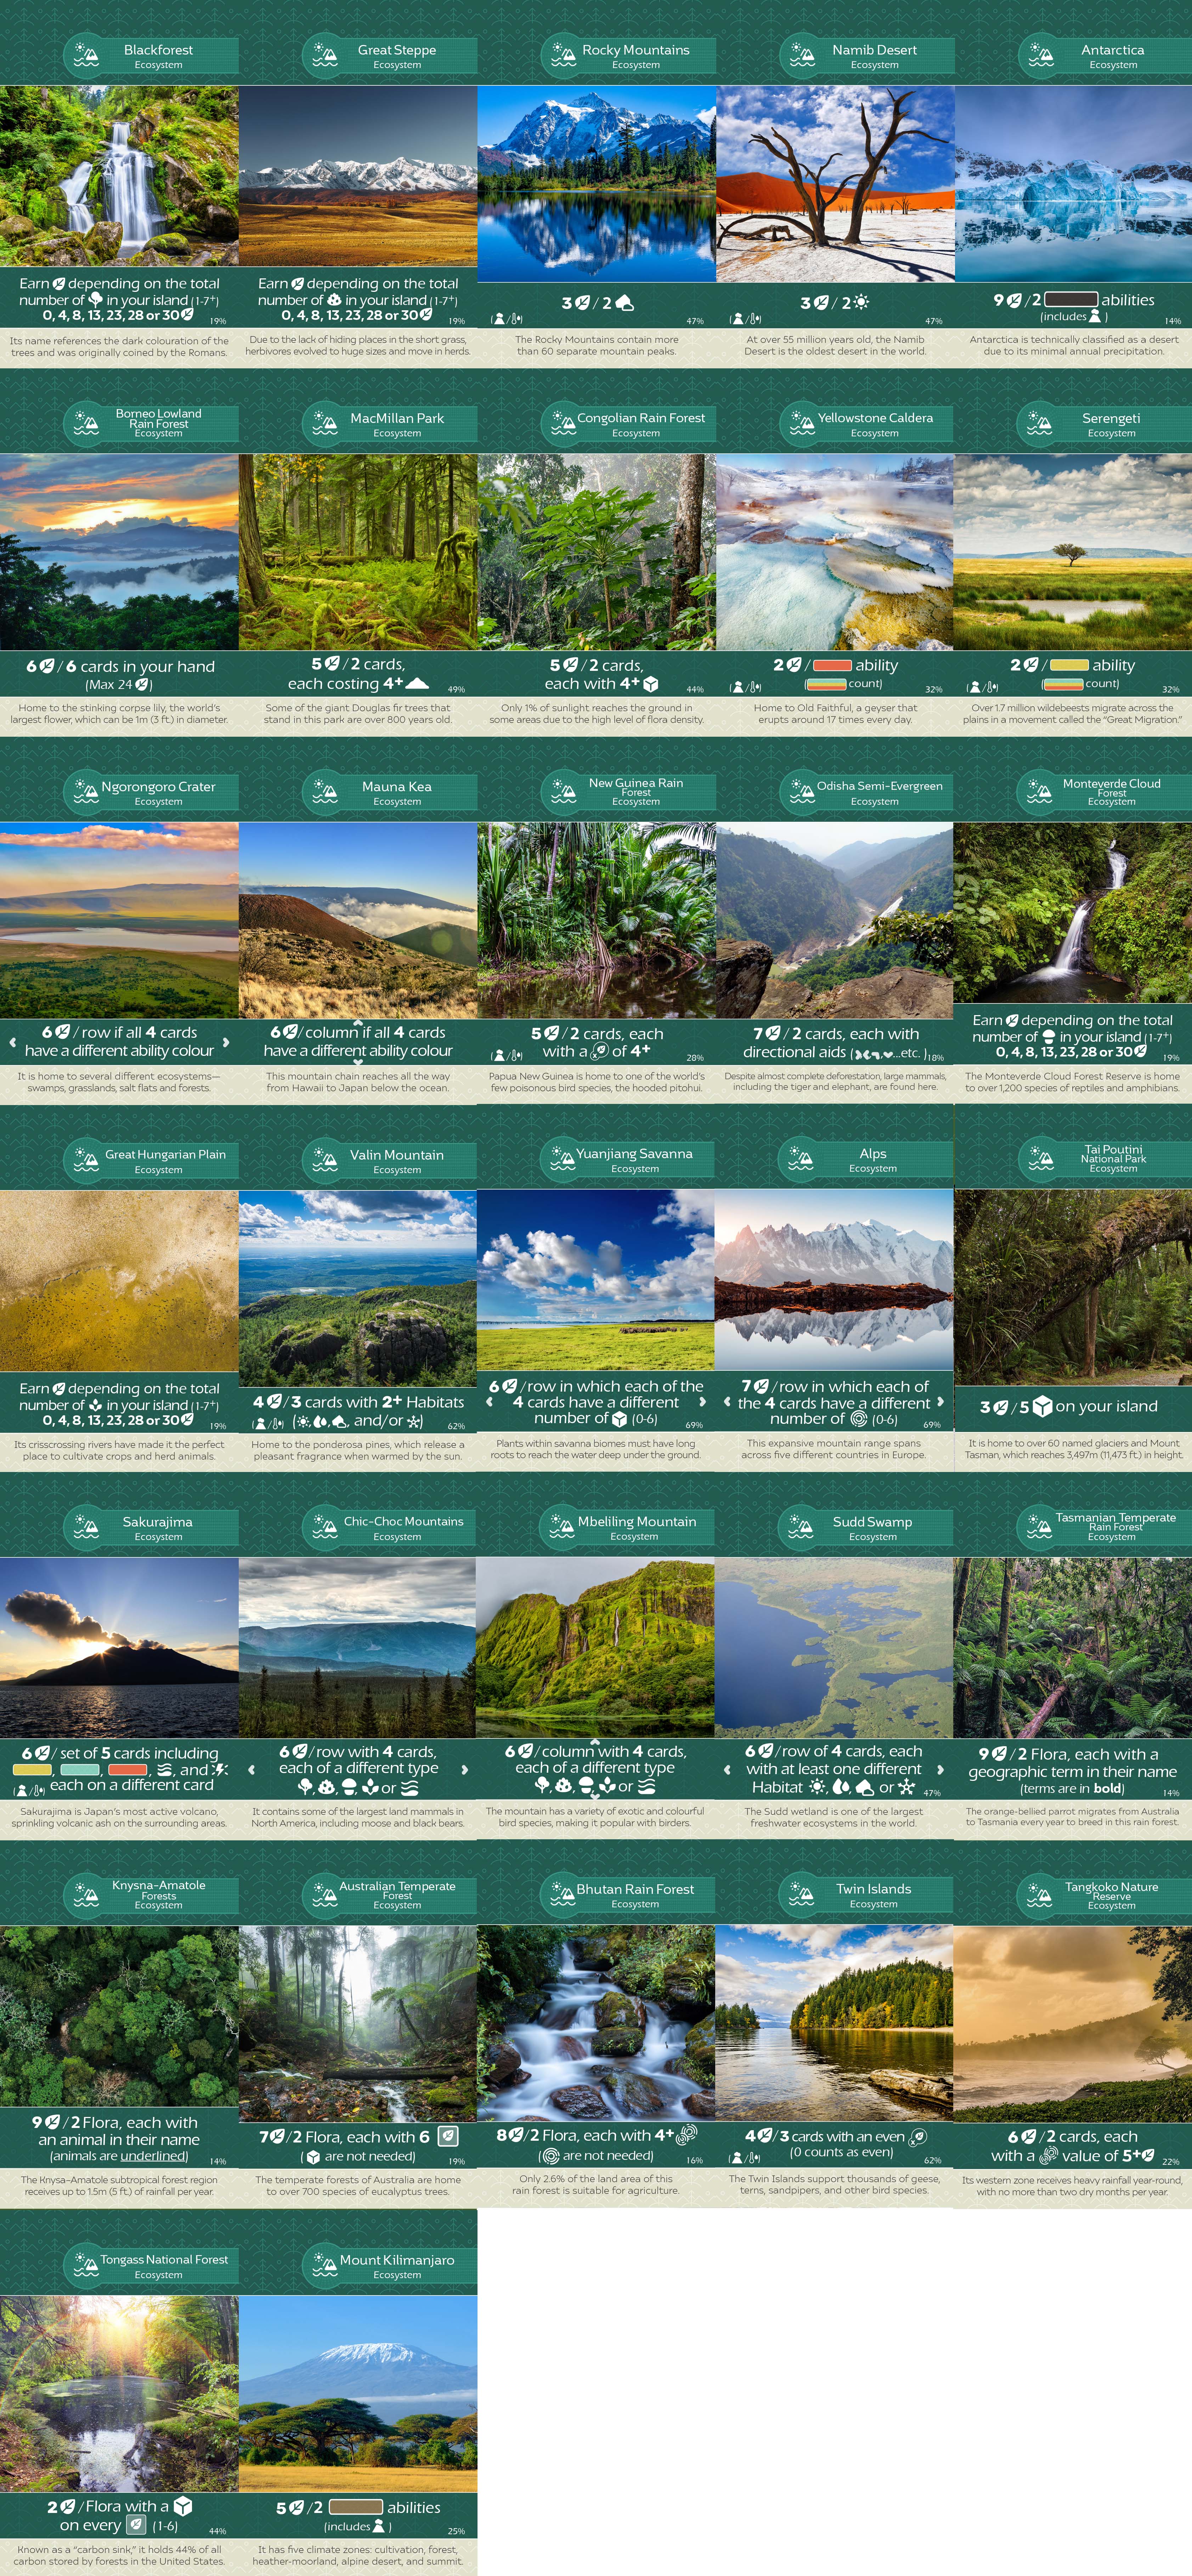 Blackforest
Ecosystem
Earn depending on the total
number of in your island (1-7+)
0, 4, 8, 13, 23, 28 or 30
19%
Its name references the dark colouration of the
trees and was originally coined by the Romans.
Great Steppe
Ecosystem
Earn depending on the total
number of in your island (1-7+)
0, 4, 8, 13, 23, 28 or 30
19%
Due to the lack of hiding places in the short grass,
herbivores evolved to huge sizes and move in herds.
Rocky Mountains
Ecosystem
3 / 2
( / )
47%
The Rocky Mountains contain more
than 60 separate mountain peaks.
Namib Desert
Ecosystem
3 / 2
( / )
47%
At over 55 million years old, the Namib
Desert is the oldest desert in the world.
Antarctica
Ecosystem
9 / 2 abilities
(includes )
14%
Antarctica is technically classified as a desert
due to its minimal annual precipitation.
Borneo Lowland
Rain Forest
Ecosystem
6 / 6 cards in your hand
(Max 24 )
Home to the stinking corpse lily, the world's
largest flower, which can be 1m (3 ft.) in diameter.
MacMillan Park
Ecosystem
5 / 2 cards,
each costing 4+
49%
Some of the giant Douglas fir trees that
stand in this park are over 800 years old.
Congolian Rain Forest
Ecosystem
5 / 2 cards,
each with 4+
44%
Only 1% of sunlight reaches the ground in
some areas due to the high level of flora density.
Yellowstone Caldera
Ecosystem
2 / ability
( count)
( / )
32%
Home to Old Faithful, a geyser that
erupts around 17 times every day.
Serengeti
Ecosystem
2 / ability
( count)
( / )
32%
Over 1.7 million wildebeests migrate across the
plains in a movement called the "Great Migration."
Ngorongoro Crater
Ecosystem
6 / row if all 4 cards
have a different ability colour
It is home to several different ecosystems—
swamps, grasslands, salt flats and forests.
Mauna Kea
Ecosystem
6 /column if all 4 cards
have a different ability colour
This mountain chain reaches all the way
from Hawaii to Japan below the ocean.
New Guinea Rain
Forest
Ecosystem
5 / 2 cards, each
with a of 4+
( / )
28%
Papua New Guinea is home to one of the world's
few poisonous bird species, the hooded pitohui.
Odisha Semi-Evergreen
Ecosystem
7 / 2 cards, each with
directional aids ( ...etc. )
18%
Despite almost complete deforestation, large mammals,
including the tiger and elephant, are found here.
Monteverde Cloud
Forest
Ecosystem
Earn depending on the total
number of in your island (1-7+)
0, 4, 8, 13, 23, 28 or 30
19%
The Monteverde Cloud Forest Reserve is home
to over 1,200 species of reptiles and amphibians.
Great Hungarian Plain
Ecosystem
Earn depending on the total
number of in your island (1-7+)
0, 4, 8, 13, 23, 28 or 30
19%
Its crisscrossing rivers have made it the perfect
place to cultivate crops and herd animals.
Valin Mountain
Ecosystem
4 / 3 cards with 2+ Habitats
( / ) ( , , , and/or )
62%
Home to the ponderosa pines, which release a
pleasant fragrance when warmed by the sun.
Yuanjiang Savanna
Ecosystem
6 /row in which each of the
4 cards have a different
number of (0-6)
69%
Plants within savanna biomes must have long
roots to reach the water deep under the ground.
Alps
Ecosystem
7 /row in which each of
the 4 cards have a different
number of (0-6)
69%
This expansive mountain range spans
across five different countries in Europe.
Tai Poutini
National Park
Ecosystem
3 / 5 on your island
It is home to over 60 named glaciers and Mount
Tasman, which reaches 3,497m (11,473 ft.) in height.
Sakurajima
Ecosystem
6 / set of 5 cards including
, , , , and
( / ) each on a different card
Sakurajima is Japan's most active volcano,
sprinkling volcanic ash on the surrounding areas.
Chic-Choc Mountains
Ecosystem
6 /row with 4 cards,
each of a different type
, , , or
It contains some of the largest land mammals in
North America, including moose and black bears.
Mbeliling Mountain
Ecosystem
6 /column with 4 cards,
each of a different type
, , , or
The mountain has a variety of exotic and colourful
bird species, making it popular with birders.
Sudd Swamp
Ecosystem
6 /row of 4 cards, each
with at least one different
Habitat , , or
47%
The Sudd wetland is one of the largest
freshwater ecosystems in the world.
Tasmanian Temperate
Rain Forest
Ecosystem
9 / 2 Flora, each with a
geographic term in their name
(terms are in bold)
14%
The orange-bellied parrot migrates from Australia
to Tasmania every year to breed in this rain forest.
Knysna-Amatole
Forests
Ecosystem
9 / 2 Flora, each with
an animal in their name
(animals are underlined)
14%
The Knysa-Amatole subtropical forest region
receives up to 1.5m (5 ft.) of rainfall per year.
Australian Temperate
Forest
Ecosystem
7 /2 Flora, each with 6
( are not needed)
19%
The temperate forests of Australia are home
to over 700 species of eucalyptus trees.
Bhutan Rain Forest
Ecosystem
8 /2 Flora, each with 4+
( are not needed)
16%
Only 2.6% of the land area of this
rain forest is suitable for agriculture.
Twin Islands
Ecosystem
4 /3 cards with an even
(0 counts as even)
( / )
62%
The Twin Islands support thousands of geese,
terns, sandpipers, and other bird species.
Tangkoko Nature
Reserve
Ecosystem
6 / 2 cards, each
with a value of 5+
22%
Its western zone receives heavy rainfall year-round,
with no more than two dry months per year.
Tongass National Forest
Ecosystem
2 /Flora with a
on every (1-6)
44%
Known as a "carbon sink," it holds 44% of all
carbon stored by forests in the United States.
Mount Kilimanjaro
Ecosystem
5 /2 abilities
(includes )
25%
It has five climate zones: cultivation, forest,
heather-moorland, alpine desert, and summit.